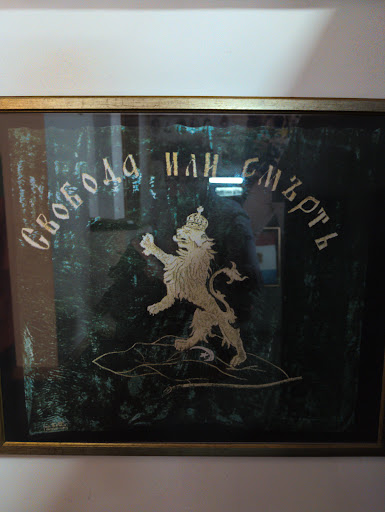 Свобода или смърть